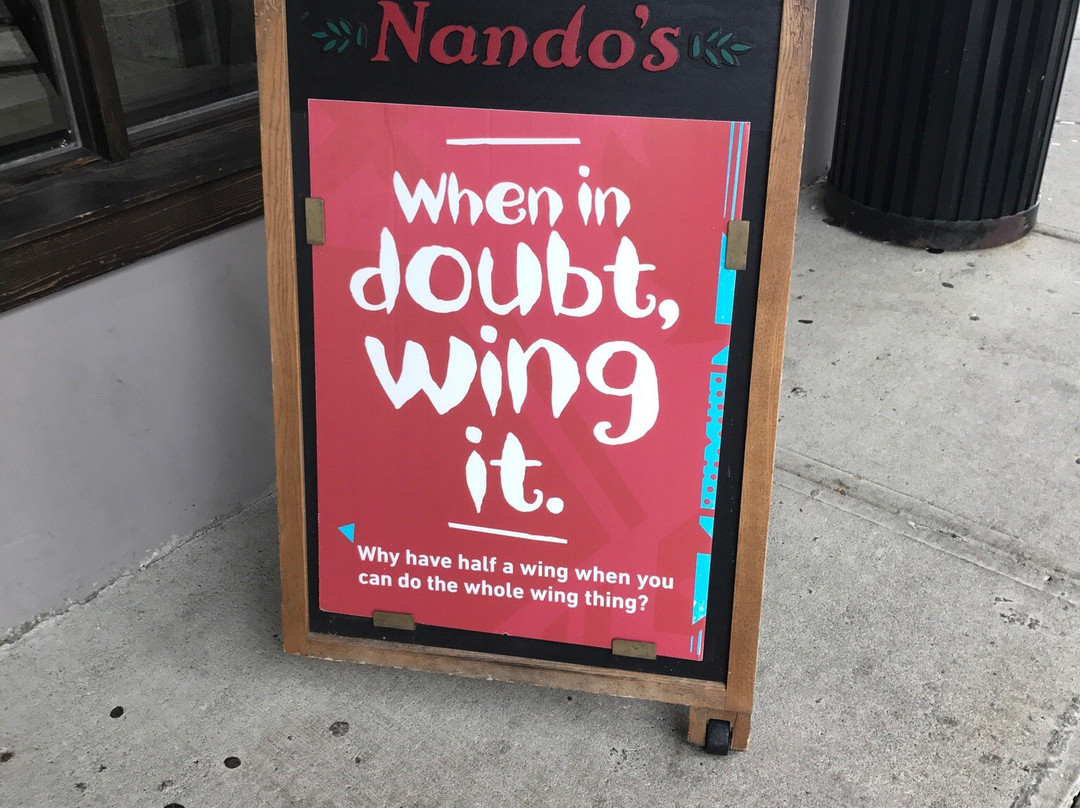 Nando's
When in
doubt,
wing
it.
Why have half a wing when you
can do the whole wing thing?